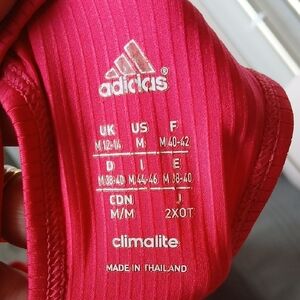 adidas®
UK US F
M 12-14 M M 40-42
D I E
M 38-40 M 44-46 M 38-40
CDN J
M/M 2XOT
climalite
MADE IN THAILAND